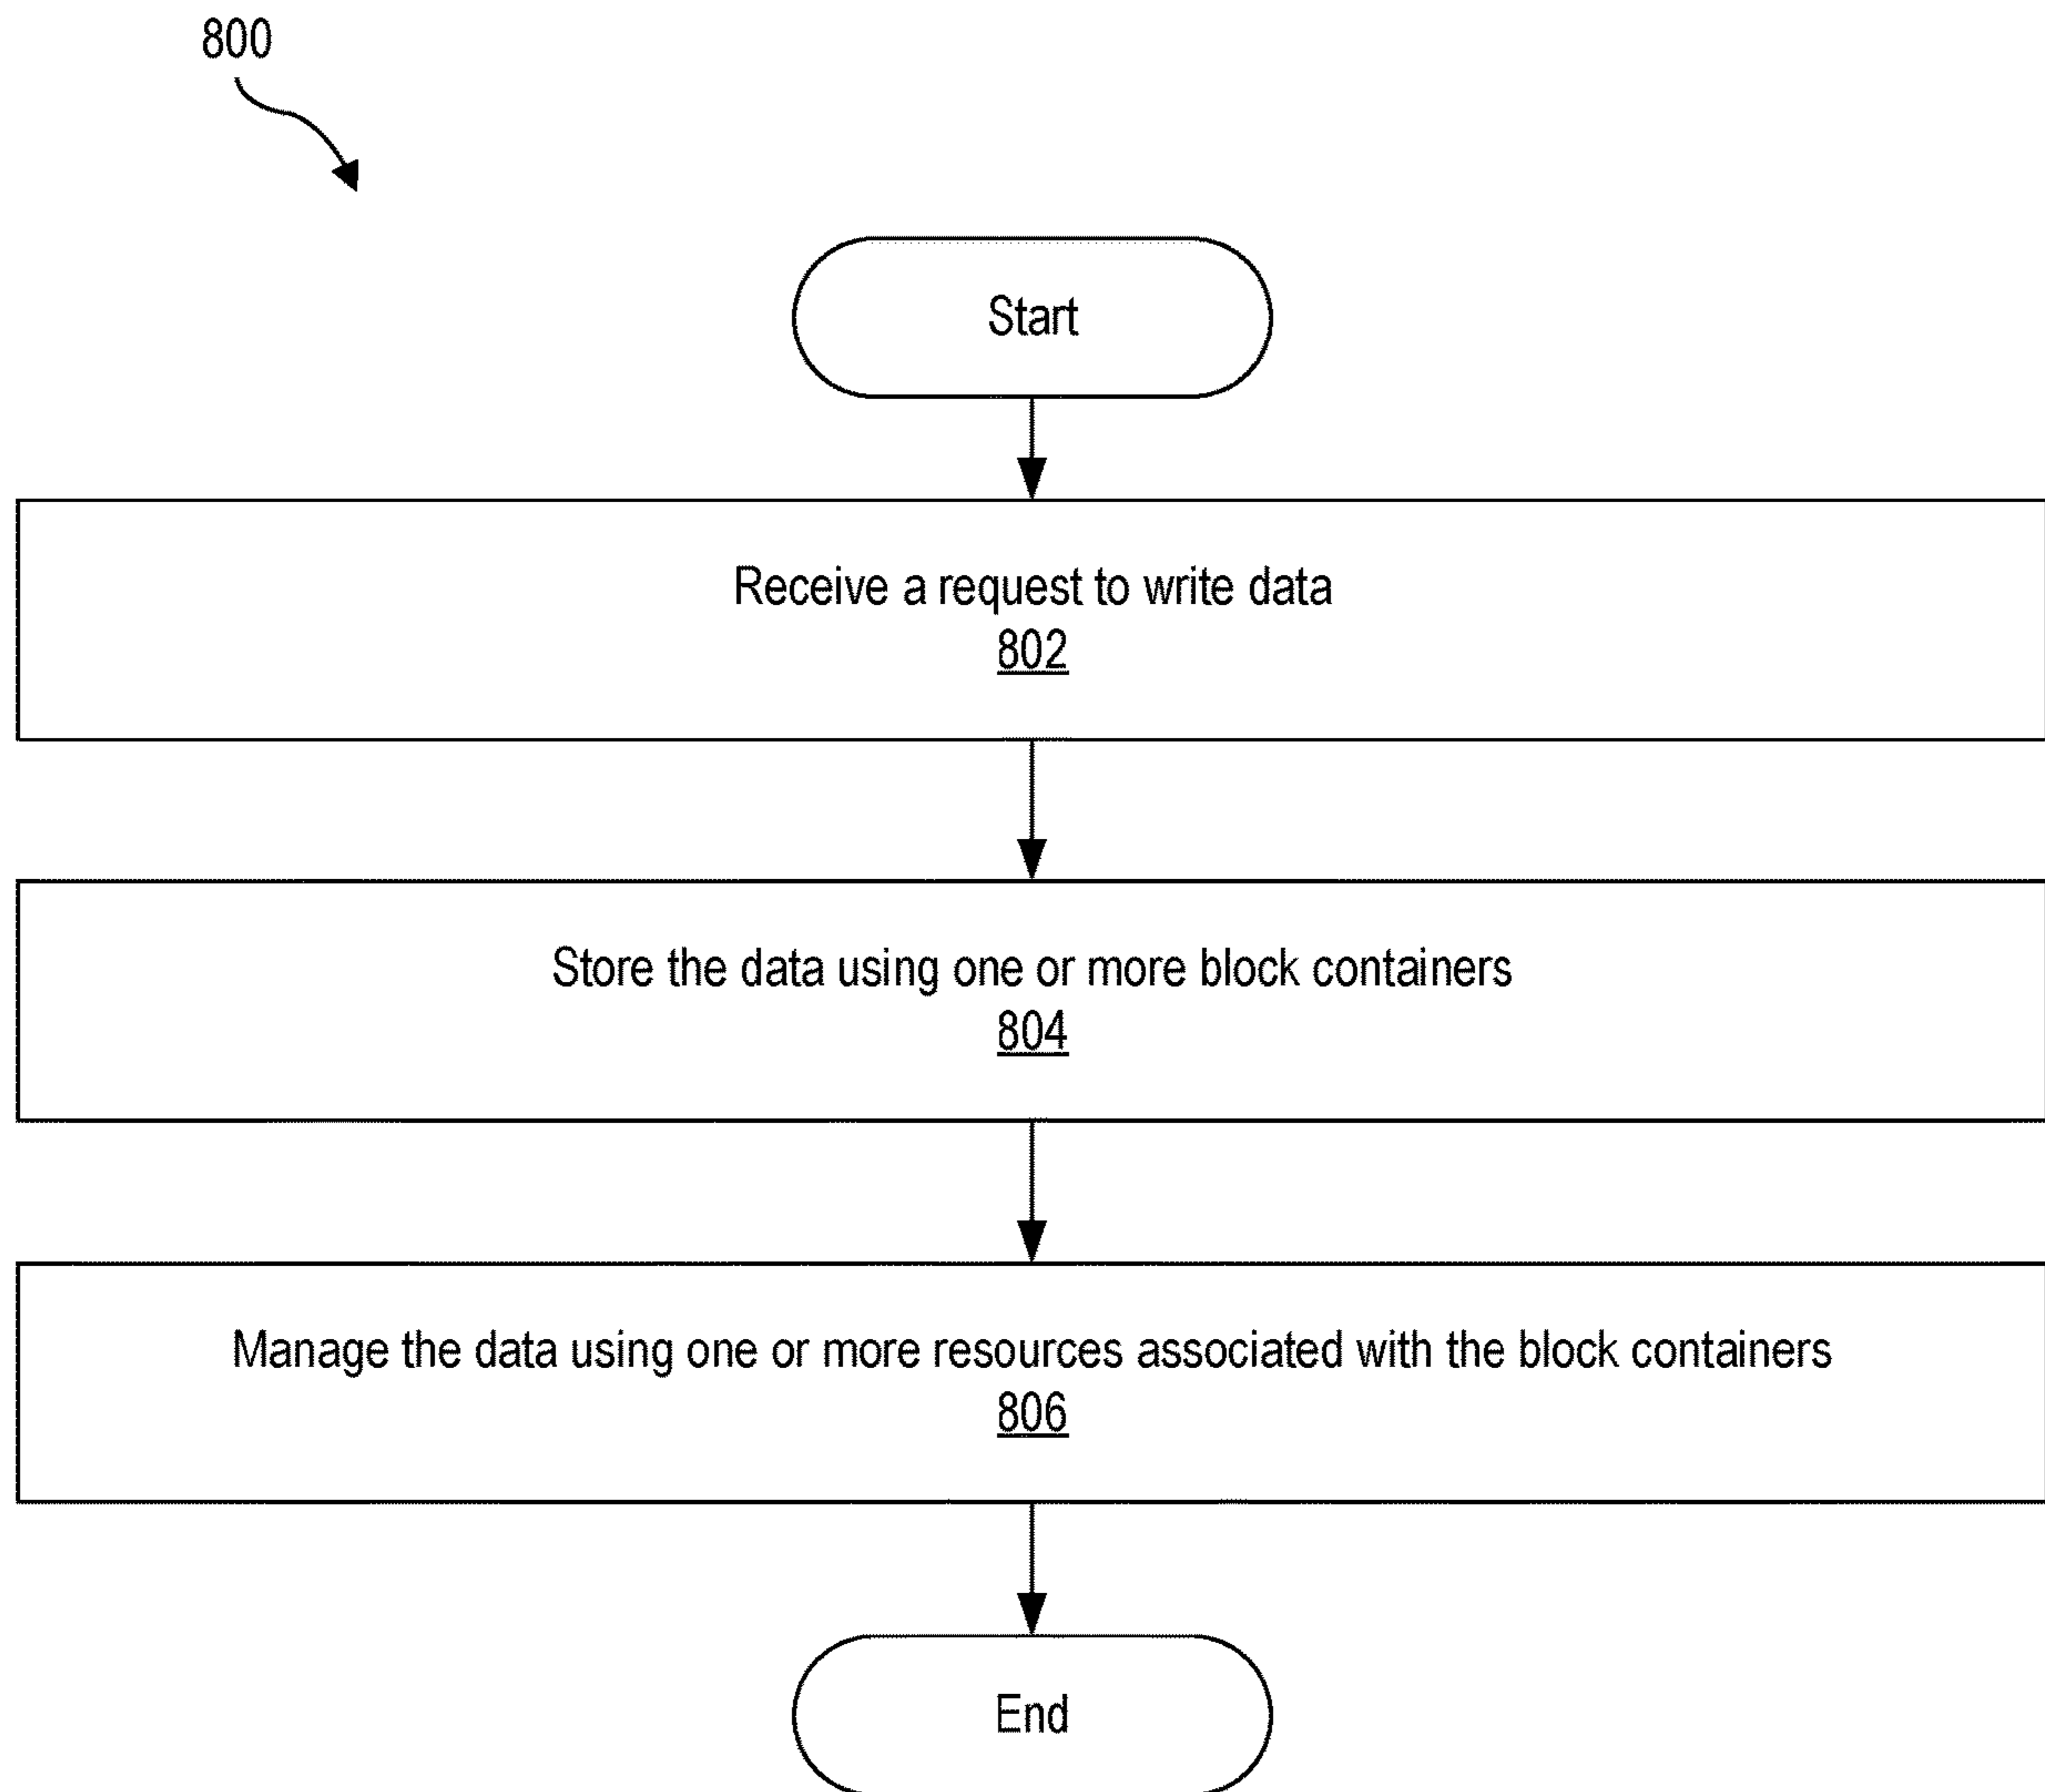 800
Start
Receive a request to write data
802
Store the data using one or more block containers
804
Manage the data using one or more resources associated with the block containers
806
End